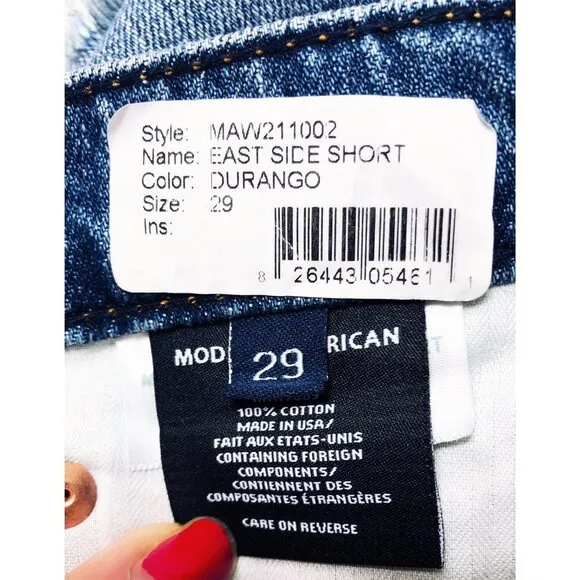 Style: MAW211002
Name: EAST SIDE SHORT
Color: DURANGO
Size: 29
Ins:
8 26443 05461 1
MOD RICAN
29
100% COTTON
MADE IN USA/
FAIT AUX ETATS-UNIS
CONTAINING FOREIGN
COMPONENTS/
CONTIENNENT DES
COMPOSANTES ÉTRANGÈRES
CARE ON REVERSE